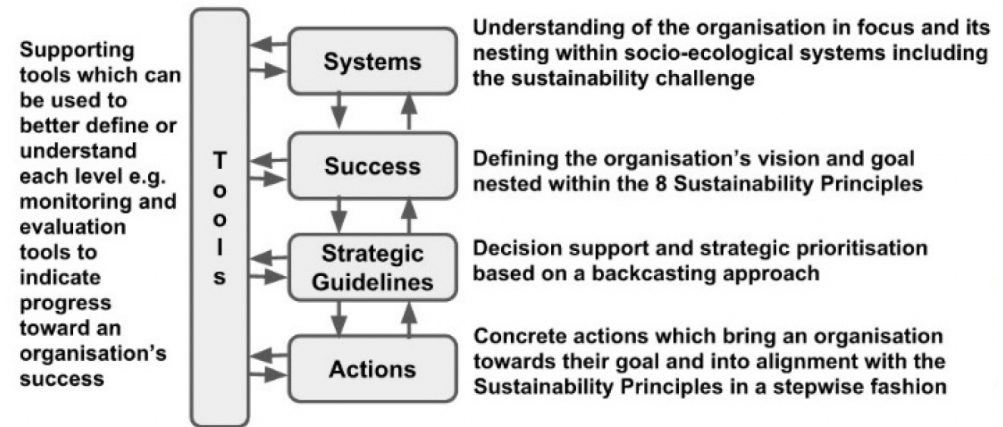 Supporting
tools which can
be used to
better define or
understand
each level e.g.
monitoring and
evaluation
tools to
indicate
progress
toward an
organisation's
success
Tools
Systems
Understanding of the organisation in focus and its
nesting within socio-ecological systems including
the sustainability challenge
Success
Defining the organisation's vision and goal
nested within the 8 Sustainability Principles
Strategic
Guidelines
Decision support and strategic prioritisation
based on a backcasting approach
Actions
Concrete actions which bring an organisation
towards their goal and into alignment with the
Sustainability Principles in a stepwise fashion